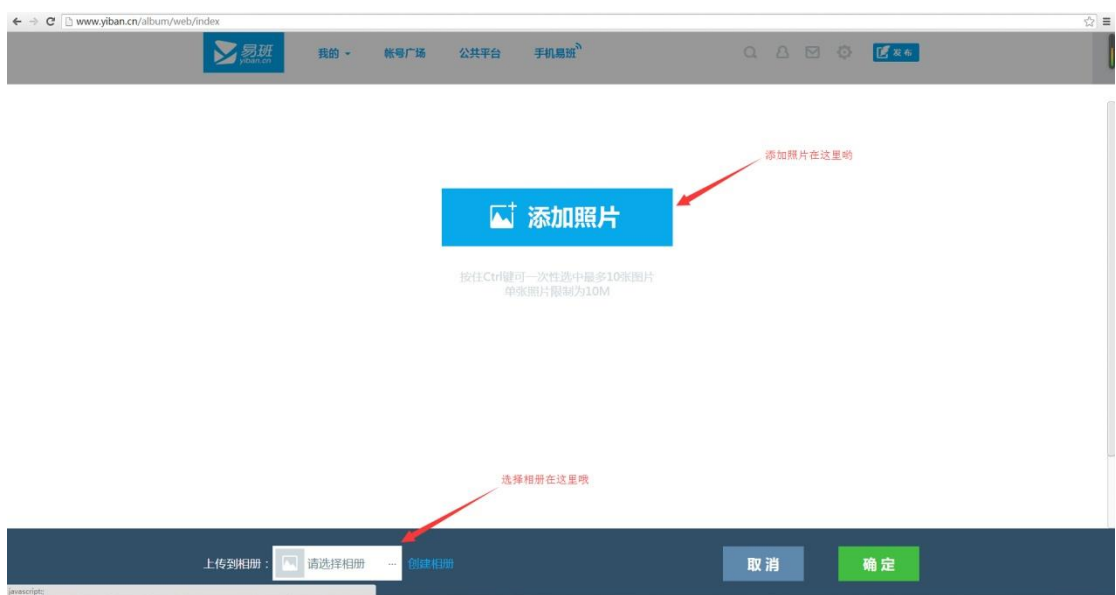 www.yiban.cn/album/web/index
易班
yiban.cn
我的
帐号广场
公共平台
手机易班
发布
添加照片在这里哟
添加照片
按住Ctrl键可一次性选中最多10张图片
单张照片限制为10M
选择相册在这里哦
上传到相册：
请选择相册
...
创建相册
取消
确定
javascript: